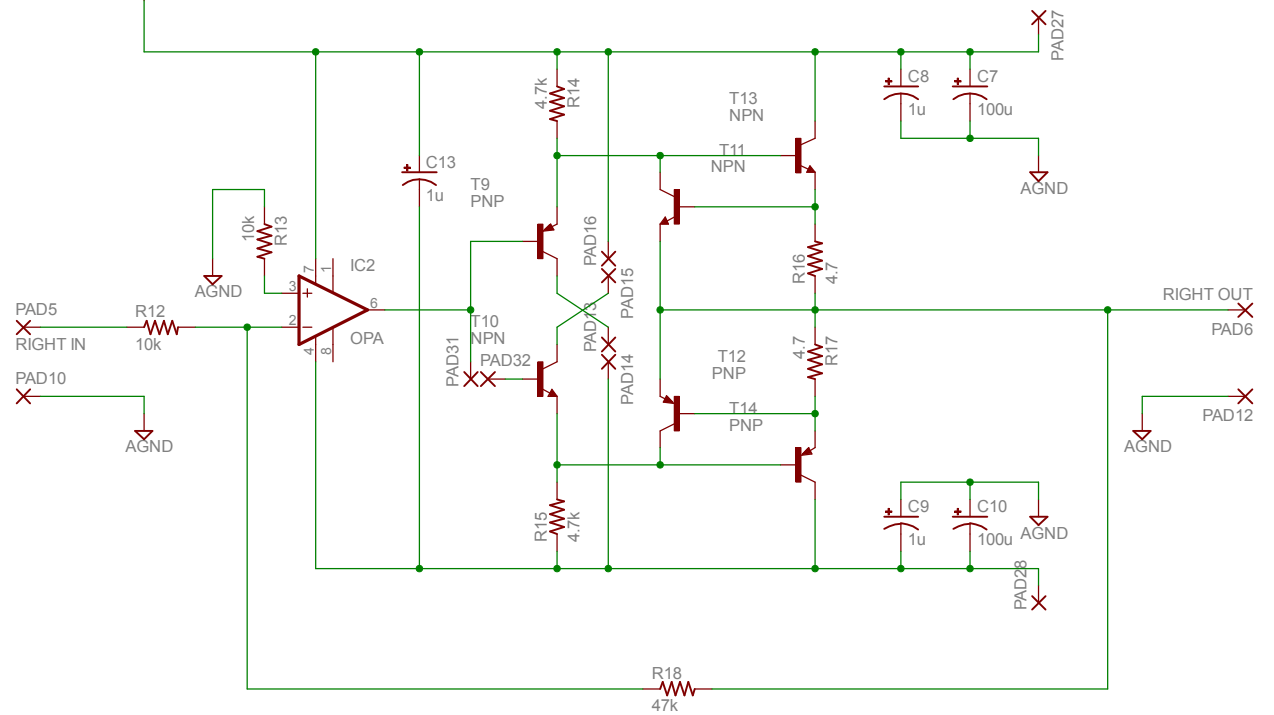 PAD27
C8
1u
C7
100u
AGND
4.7k
R14
T13
NPN
T11
NPN
C13
1u
T9
PNP
PAD16
PAD15
10k
R13
AGND
7
1
IC2
3
+
2
−
6
4
8
OPA
PAD5
RIGHT IN
R12
10k
PAD10
AGND
T10
NPN
PAD13
PAD14
PAD31
PAD32
R16
4.7
4.7
R17
T12
PNP
T14
PNP
RIGHT OUT
PAD6
PAD12
AGND
R15
4.7k
C9
1u
C10
100u
AGND
PAD28
R18
47k